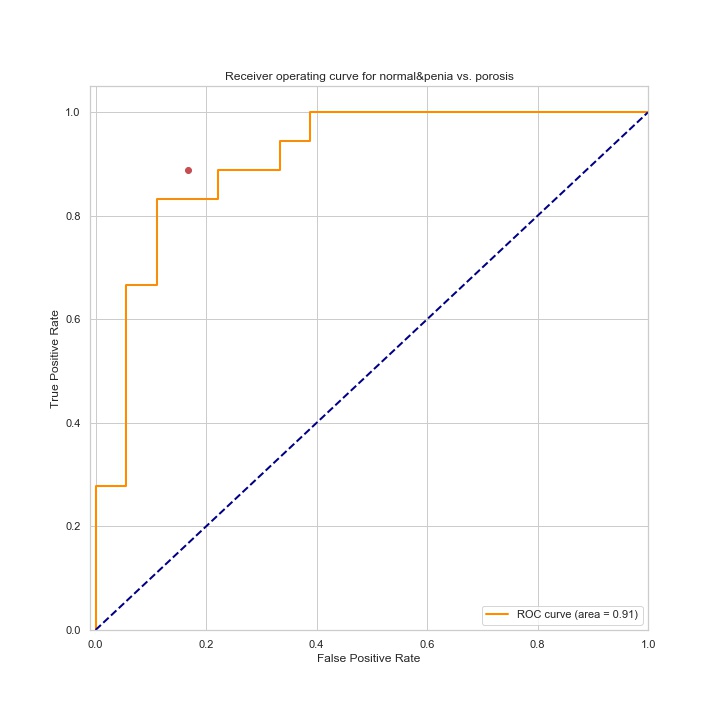 Receiver operating curve for normal&penia vs. porosis
True Positive Rate
1.0
0.8
0.6
0.4
0.2
0.0
ROC curve (area = 0.91)
0.0 0.2 0.4 0.6 0.8 1.0
False Positive Rate